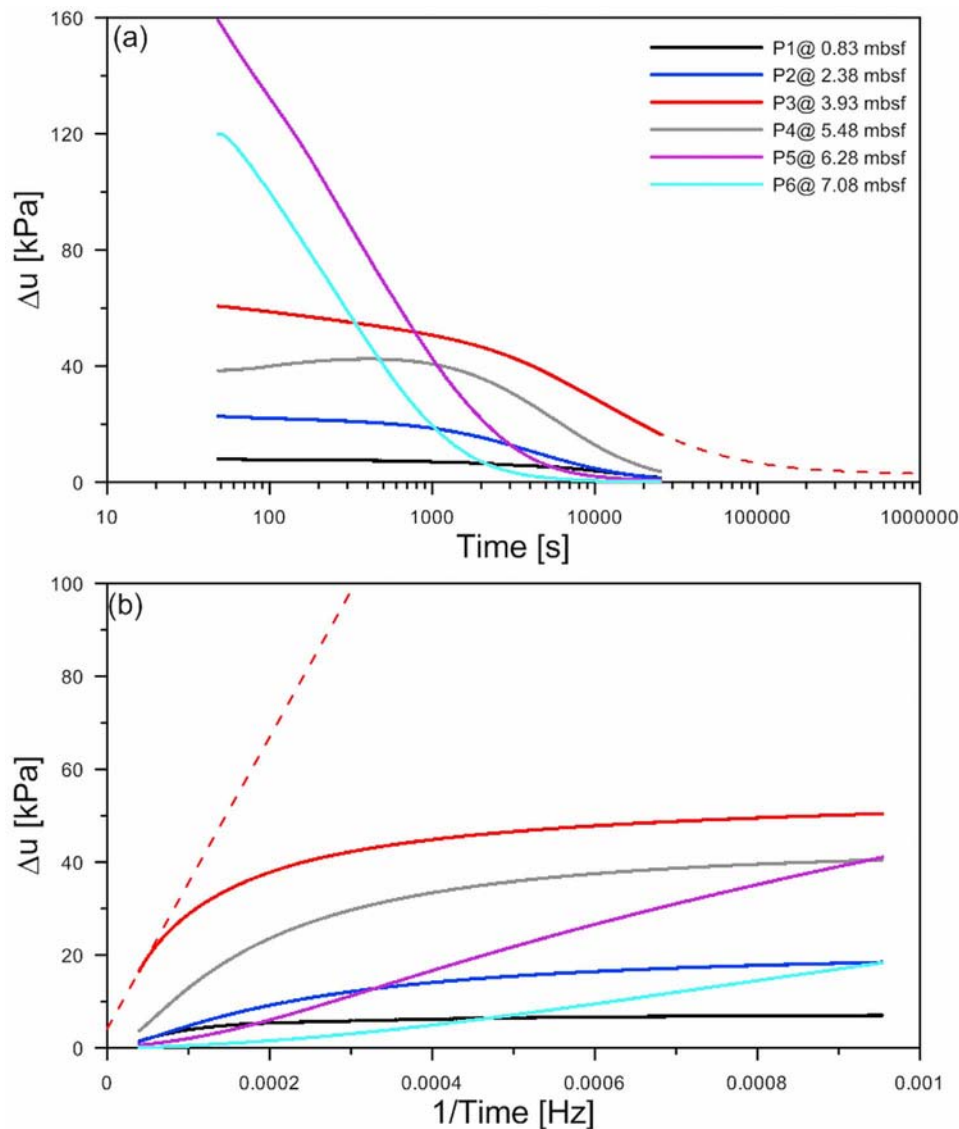 160
(a)
P1@ 0.83 mbsf
P2@ 2.38 mbsf
P3@ 3.93 mbsf
P4@ 5.48 mbsf
P5@ 6.28 mbsf
P6@ 7.08 mbsf
120
80
40
0
Δu [kPa]
10 100 1000 10000 100000 1000000
Time [s]
100
(b)
80
60
40
20
0
Δu [kPa]
0 0.0002 0.0004 0.0006 0.0008 0.001
1/Time [Hz]